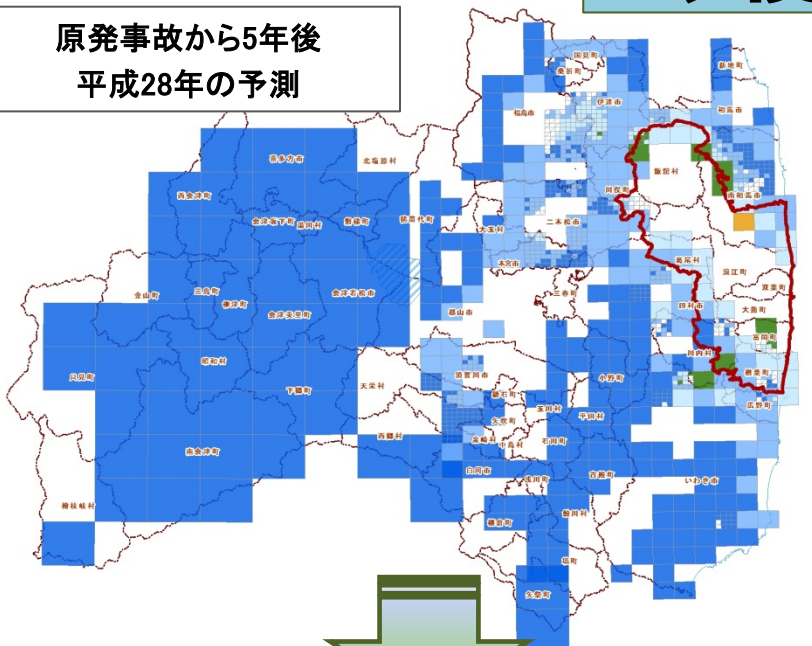 原発事故から5年後
平成28年の予測
国見町
桑折町
新地町
伊達市
相馬市
福島市
喜多方市
北塩原村
飯舘村
南相馬市
川俣町
西会津町
会津坂下町
湯川村
磐梯町
猪苗代町
大玉村
二本松市
本宮市
葛尾村
浪江町
双葉町
金山町
三島町
柳津町
会津若松市
会津美里町
三春町
郡山市
田村市
大熊町
富岡町
川内村
昭和村
只見町
下郷町
天栄村
須賀川市
小野町
楢葉町
広野町
鏡石町
玉川村
平田村
矢吹町
西郷村
泉崎村
中島村
石川町
南会津町
白河市
浅川町
古殿町
いわき市
檜枝岐村
棚倉町
鮫川村
塙町
矢祭町